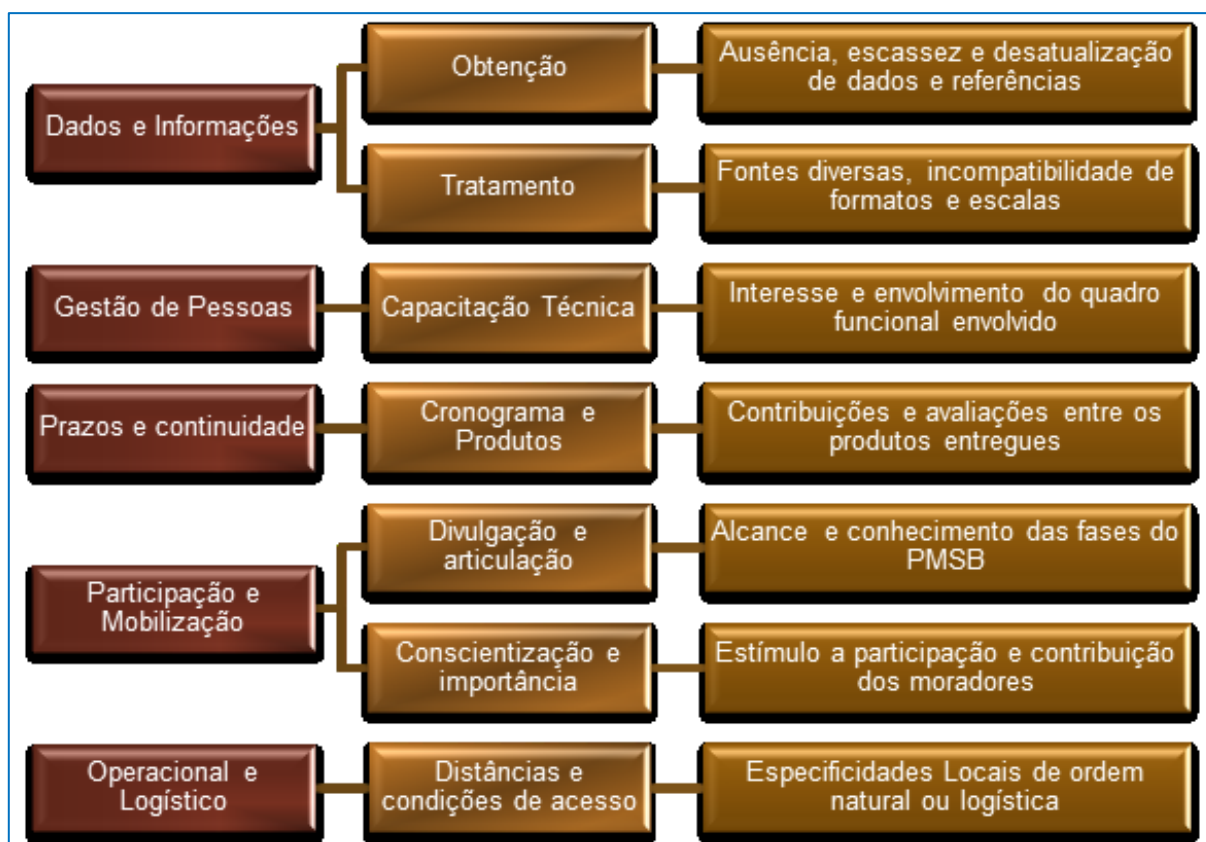 Dados e Informações
Obtenção
Ausência, escassez e desatualização
de dados e referências
Tratamento
Fontes diversas, incompatibilidade de
formatos e escalas
Gestão de Pessoas
Capacitação Técnica
Interesse e envolvimento do quadro
funcional envolvido
Prazos e continuidade
Cronograma e
Produtos
Contribuições e avaliações entre os
produtos entregues
Participação e
Mobilização
Divulgação e
articulação
Alcance e conhecimento das fases do
PMSB
Conscientização e
importância
Estímulo a participação e contribuição
dos moradores
Operacional e
Logístico
Distâncias e
condições de acesso
Especificidades Locais de ordem
natural ou logística